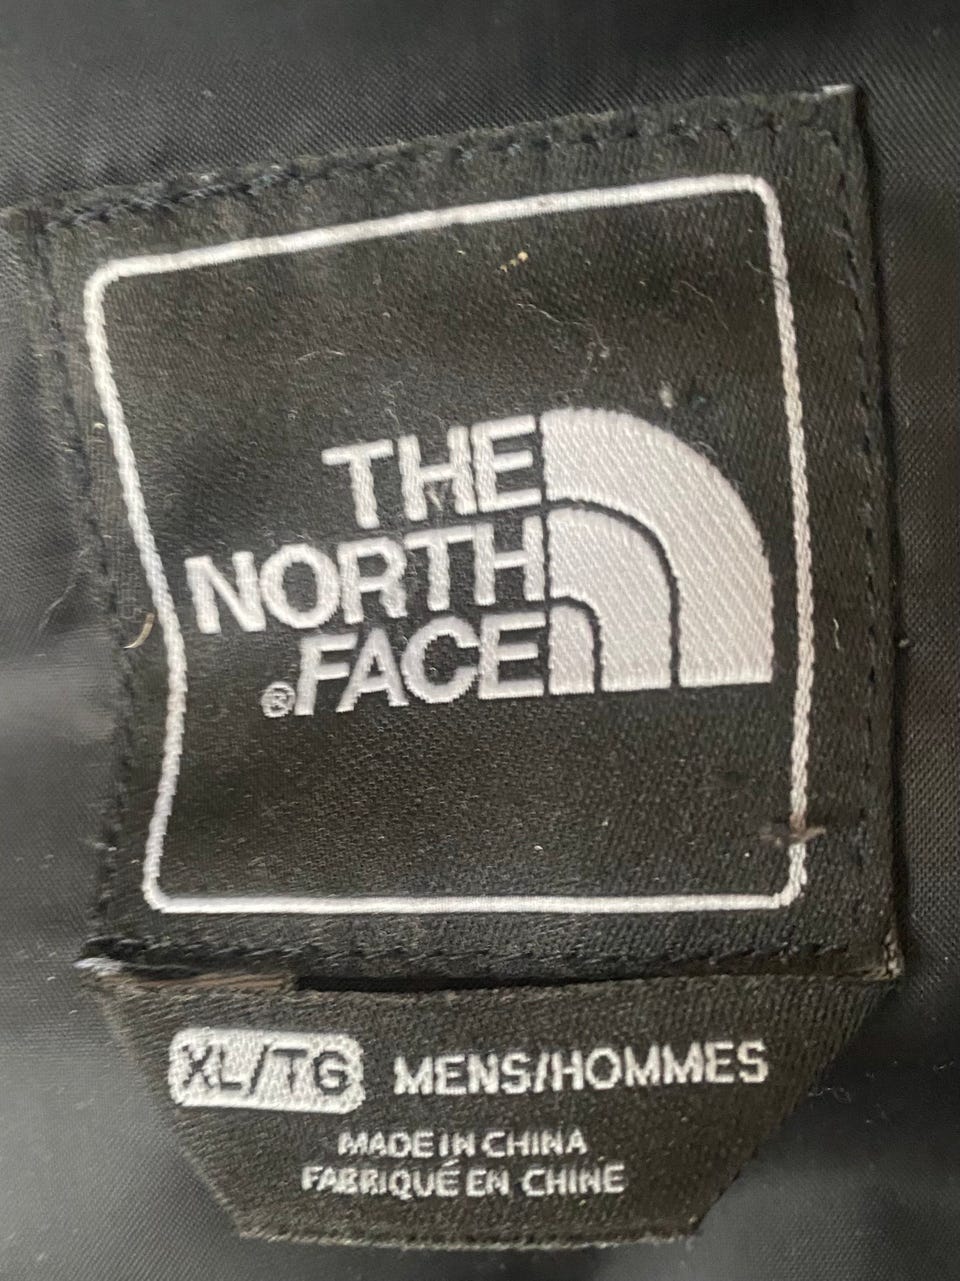 THE
NORTH
®FACE
XL/TG MENS/HOMMES
MADE IN CHINA
FABRIQUÉ EN CHINE